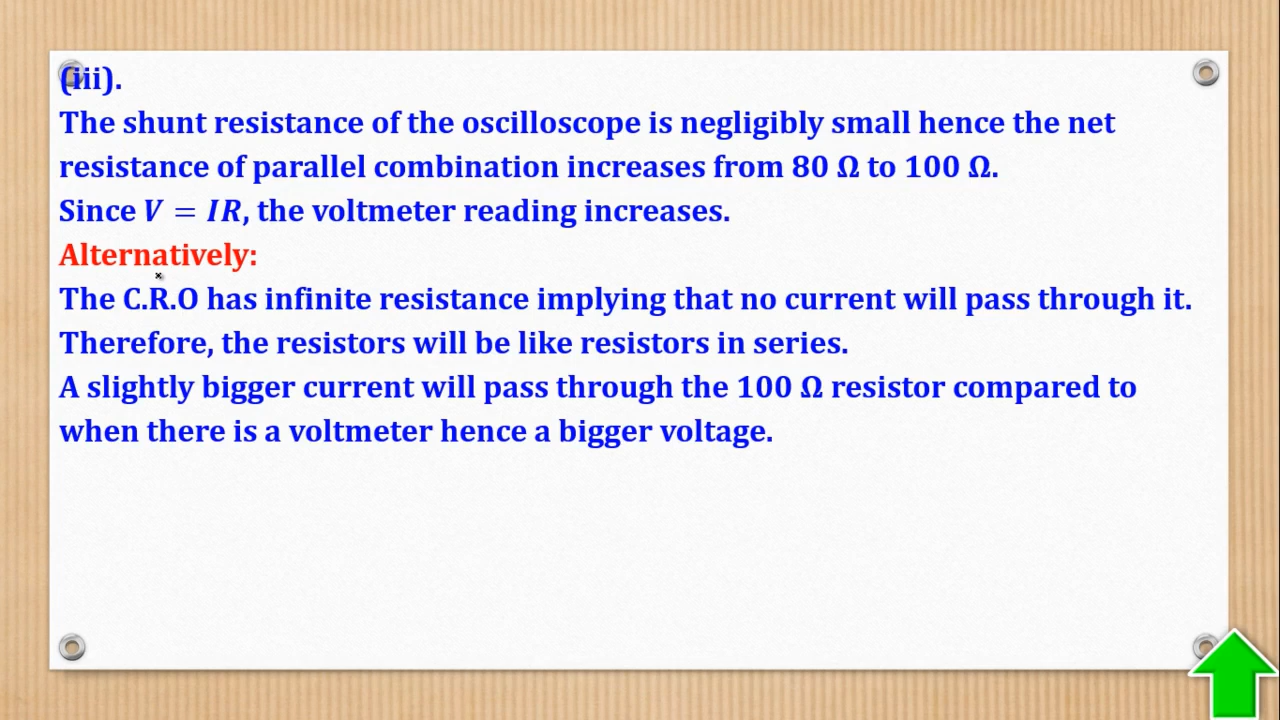 (iii).
The shunt resistance of the oscilloscope is negligibly small hence the net
resistance of parallel combination increases from 80 Ω to 100 Ω.
Since V = IR, the voltmeter reading increases.
Alternatively:
The C.R.O has infinite resistance implying that no current will pass through it.
Therefore, the resistors will be like resistors in series.
A slightly bigger current will pass through the 100 Ω resistor compared to
when there is a voltmeter hence a bigger voltage.